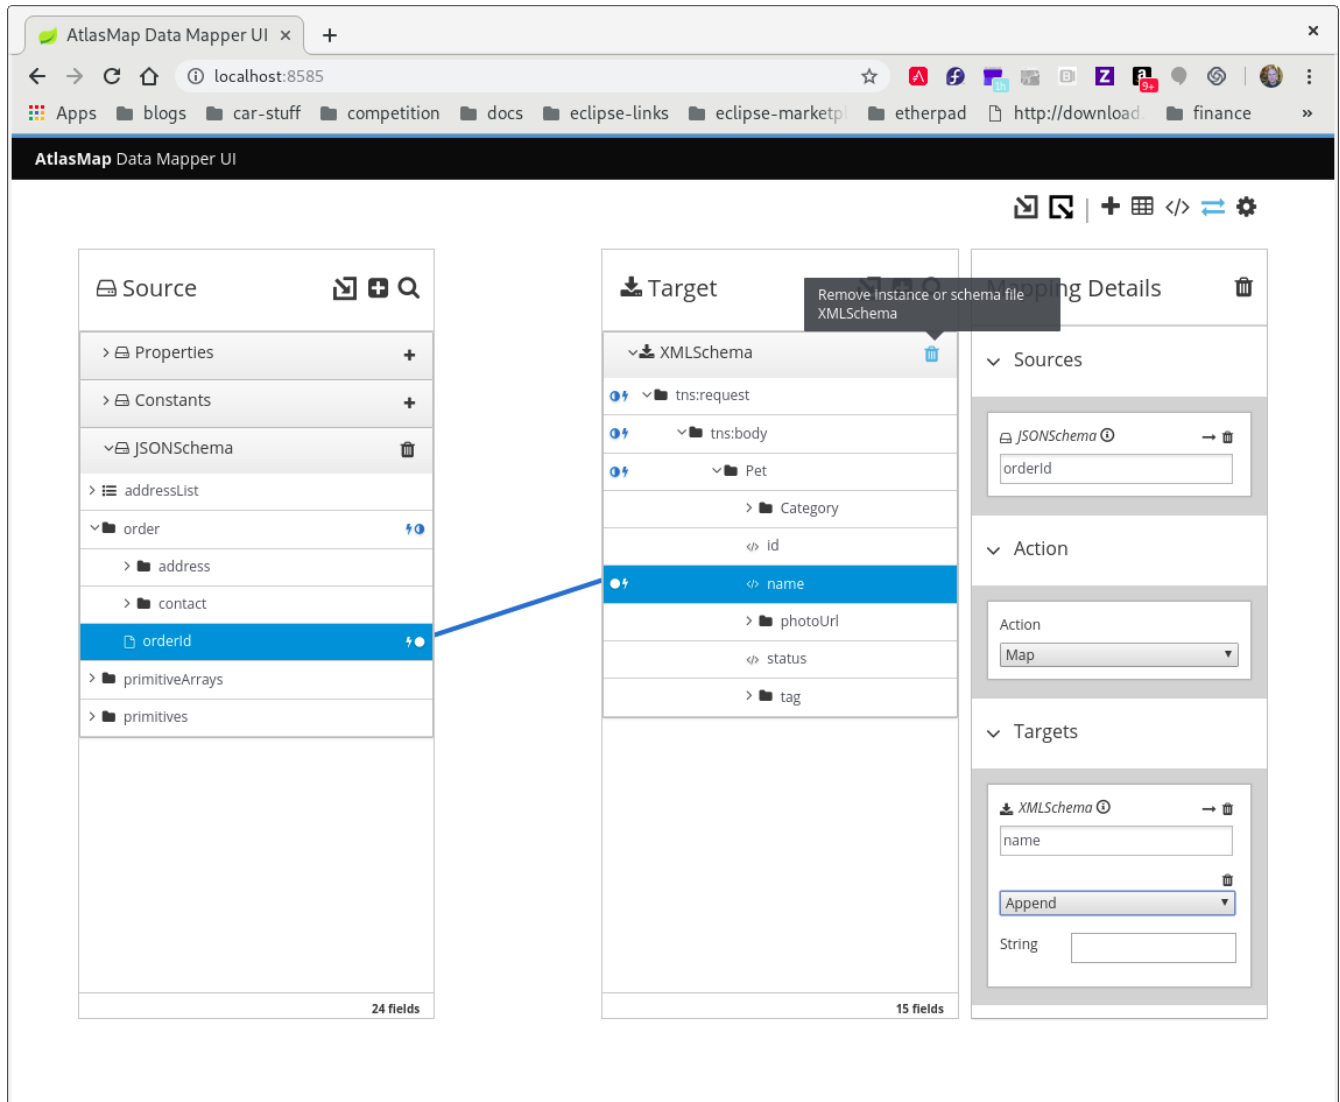 AtlasMap Data Mapper UI
localhost:8585
1h
B
Z
a
9+
Apps blogs car-stuff competition docs eclipse-links eclipse-marketpl etherpad http://download. finance »
AtlasMap Data Mapper UI
Source
Properties
Constants
JSONSchema
addressList
order
address
contact
orderId
primitiveArrays
primitives
24 fields
Target
Remove instance or schema file
XMLSchema
XMLSchema
tns:request
tns:body
Pet
Category
id
name
photoUrl
status
tag
15 fields
Mapping Details
Sources
JSONSchema
orderId
Action
Action
Map
Targets
XMLSchema
name
Append
String